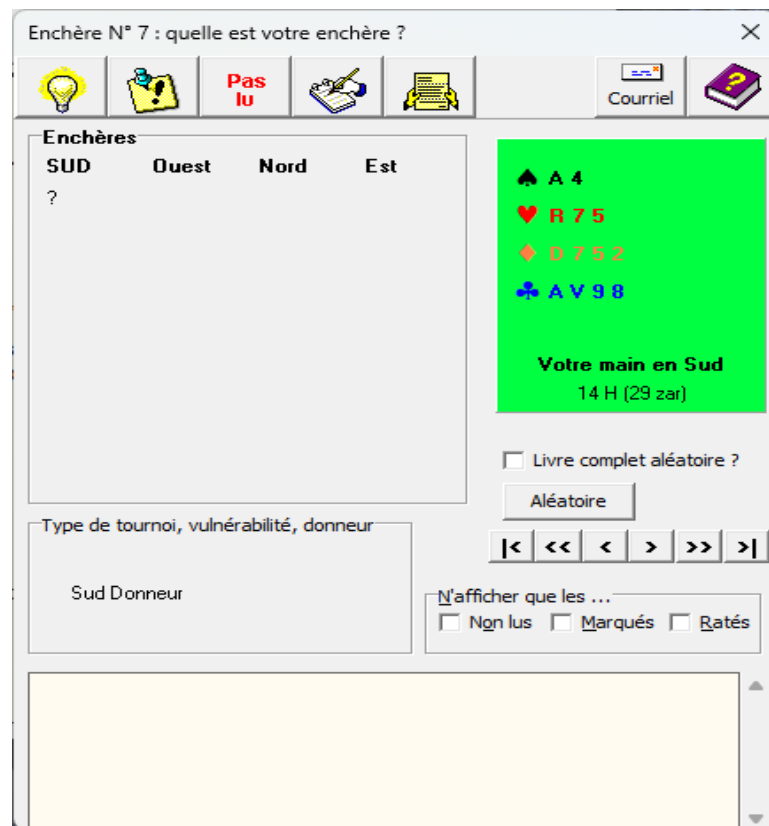 Enchère N° 7 : quelle est votre enchère ?
Pas
lu
Courriel
?
Enchères
SUD Ouest Nord Est
?
♠ A 4
♥ R 7 5
♦ D 7 5 2
♣ A V 9 8
Votre main en Sud
14 H (29 zar)
Livre complet aléatoire ?
Aléatoire
|< << < > >> >|
Type de tournoi, vulnérabilité, donneur
Sud Donneur
N'afficher que les ...
Non lus Marqués Ratés